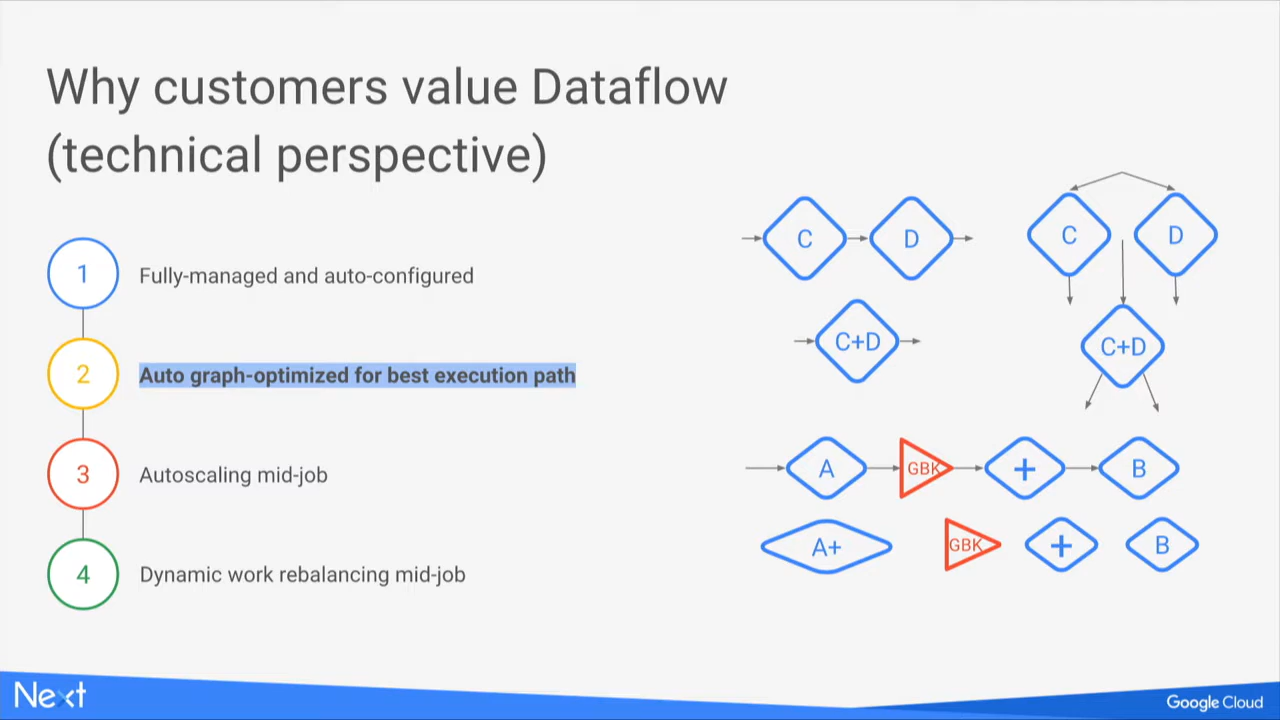 Why customers value Dataflow
(technical perspective)
1
Fully-managed and auto-configured
2
Auto graph-optimized for best execution path
3
Autoscaling mid-job
4
Dynamic work rebalancing mid-job
C
D
C+D
C
D
C+D
A
GBK
+
B
A+
GBK
+
B
Next
Google Cloud